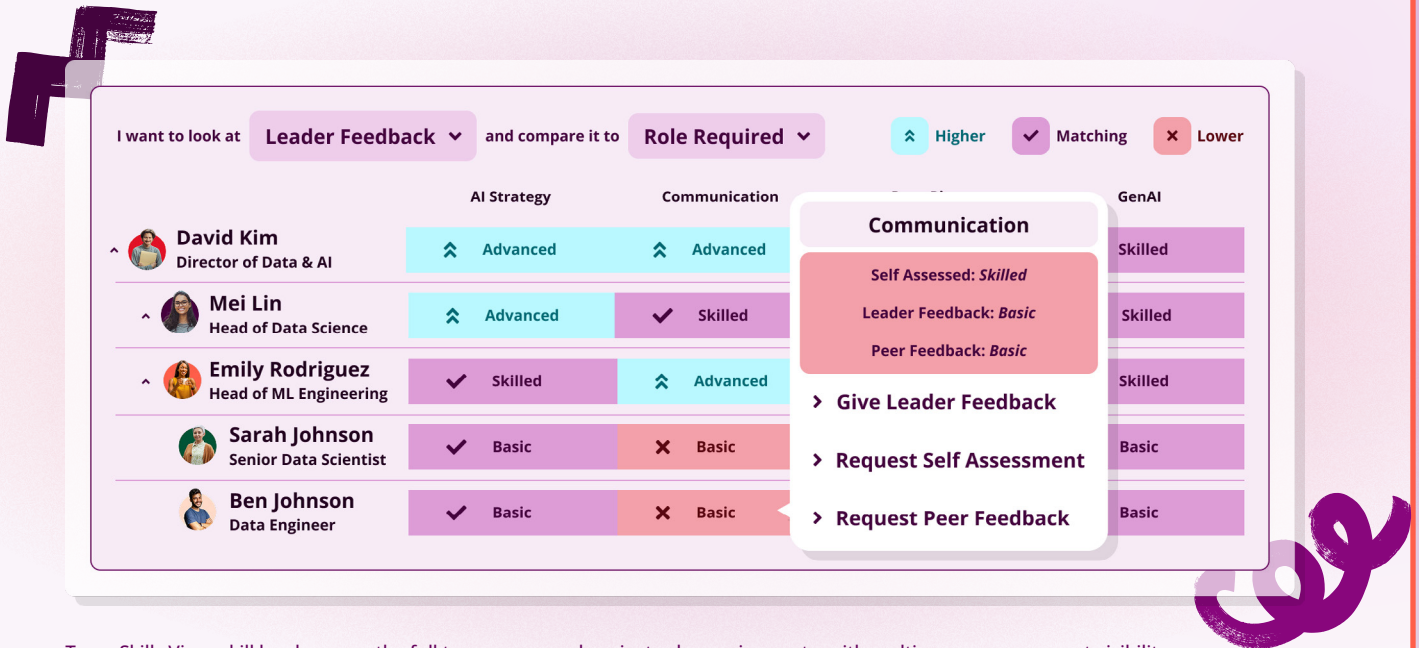 I want to look at Leader Feedback and compare it to Role Required Higher Matching Lower
AI Strategy Communication GenAI
David Kim
Director of Data & AI
Advanced Advanced Skilled
Mei Lin
Head of Data Science
Advanced Skilled Skilled
Emily Rodriguez
Head of ML Engineering
Skilled Advanced Skilled
Sarah Johnson
Senior Data Scientist
Basic Basic Basic
Ben Johnson
Data Engineer
Basic Basic Basic
Communication
Self Assessed: Skilled
Leader Feedback: Basic
Peer Feedback: Basic
Give Leader Feedback
Request Self Assessment
Request Peer Feedback